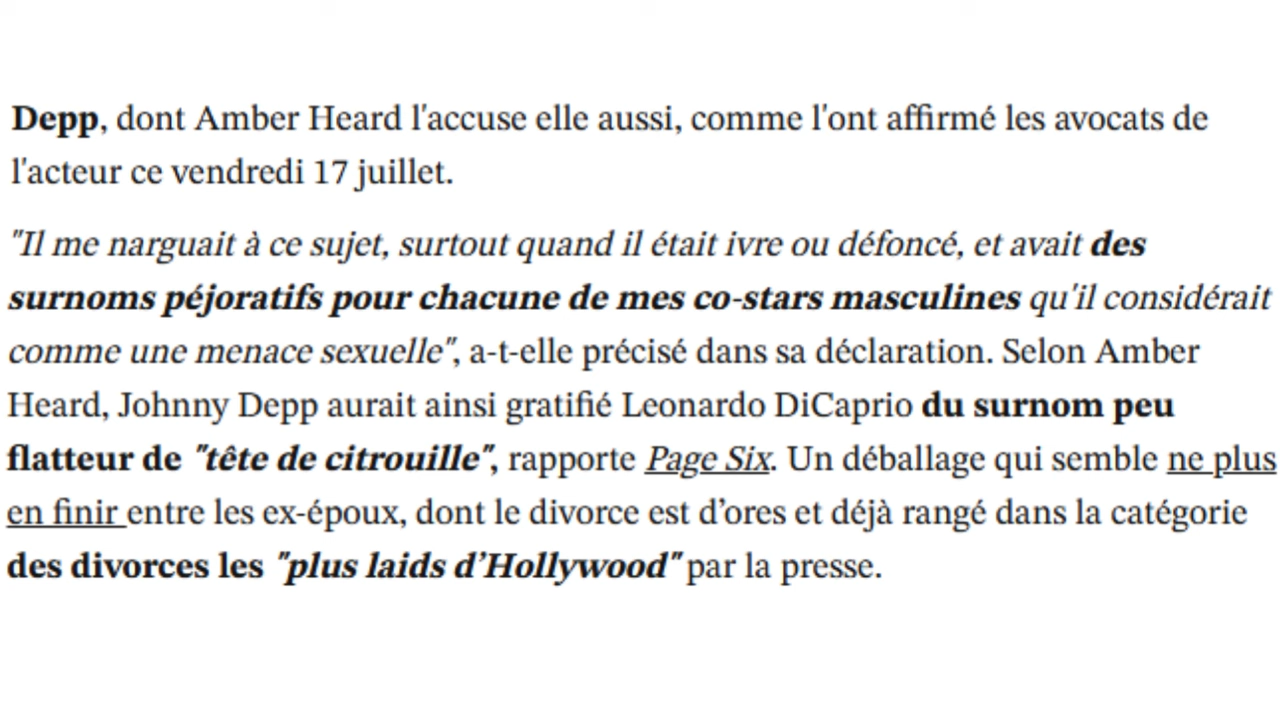 Depp, dont Amber Heard l'accuse elle aussi, comme l'ont affirmé les avocats de
l'acteur ce vendredi 17 juillet.
"Il me narguait à ce sujet, surtout quand il était ivre ou défoncé, et avait des
surnoms péjoratifs pour chacune de mes co-stars masculines qu'il considérait
comme une menace sexuelle", a-t-elle précisé dans sa déclaration. Selon Amber
Heard, Johnny Depp aurait ainsi gratifié Leonardo DiCaprio du surnom peu
flatteur de "tête de citrouille", rapporte Page Six. Un déballage qui semble ne plus
en finir entre les ex-époux, dont le divorce est d’ores et déjà rangé dans la catégorie
des divorces les "plus laids d’Hollywood" par la presse.